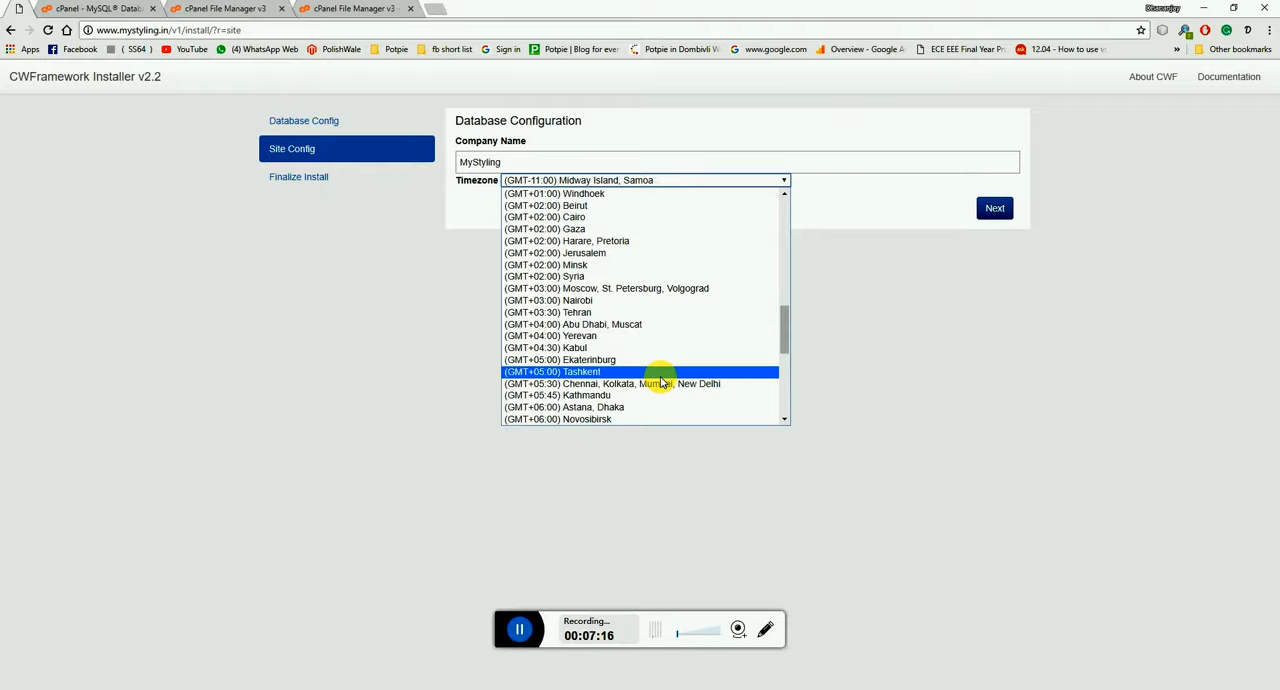 cPanel - MySQL® Datab
cPanel File Manager v3
cPanel File Manager v3
Dhananjoy
www.mystyling.in/v1/install/?r=site
Apps
Facebook
( SS64 )
YouTube
(4) WhatsApp Web
PolishWale
Potpie
fb short list
Sign in
Potpie | Blog for ever
Potpie in Dombivli W
www.google.com
Overview - Google A
ECE EEE Final Year Pro
12.04 - How to use v
»
Other bookmarks
CWFramework Installer v2.2
About CWF
Documentation
Database Config
Site Config
Finalize Install
Database Configuration
Company Name
MyStyling
Timezone
(GMT-11:00) Midway Island, Samoa
(GMT+01:00) Windhoek
(GMT+02:00) Beirut
(GMT+02:00) Cairo
(GMT+02:00) Gaza
(GMT+02:00) Harare, Pretoria
(GMT+02:00) Jerusalem
(GMT+02:00) Minsk
(GMT+02:00) Syria
(GMT+03:00) Moscow, St. Petersburg, Volgograd
(GMT+03:00) Nairobi
(GMT+03:30) Tehran
(GMT+04:00) Abu Dhabi, Muscat
(GMT+04:00) Yerevan
(GMT+04:30) Kabul
(GMT+05:00) Ekaterinburg
(GMT+05:00) Tashkent
(GMT+05:30) Chennai, Kolkata, Mumbai, New Delhi
(GMT+05:45) Kathmandu
(GMT+06:00) Astana, Dhaka
(GMT+06:00) Novosibirsk
Next
Recording...
00:07:16